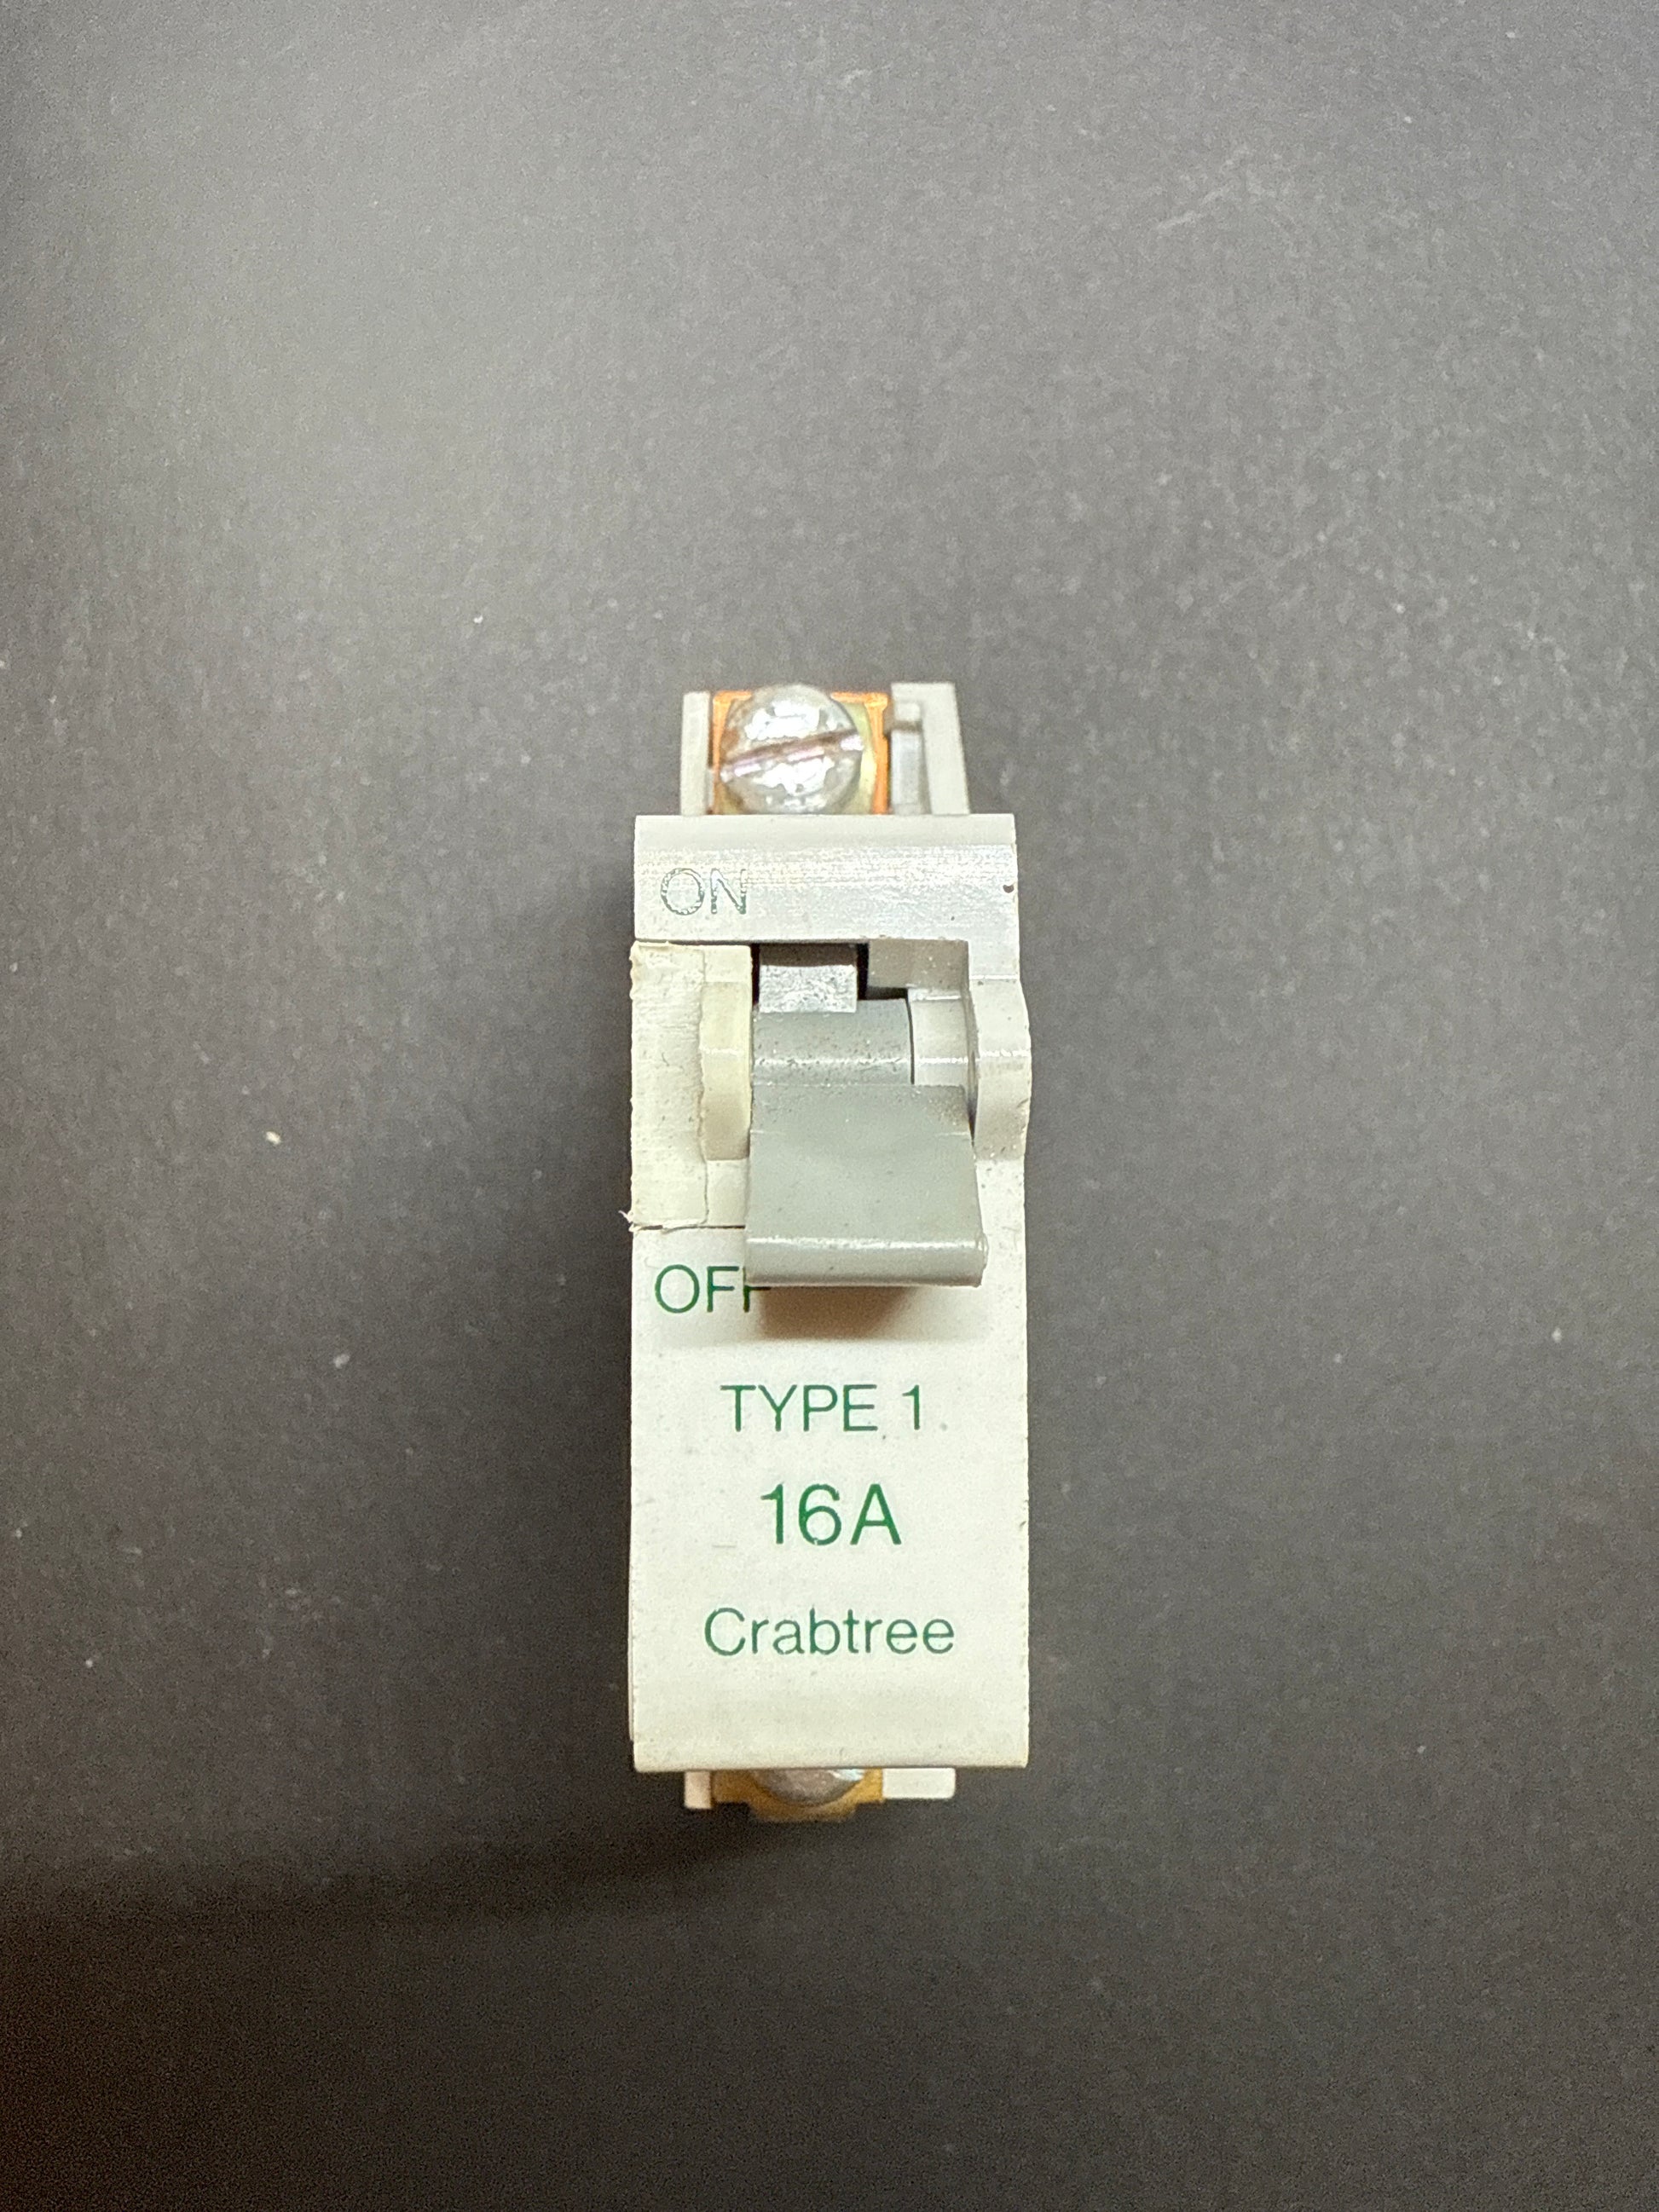 ON
OFF
TYPE 1
16A
Crabtree